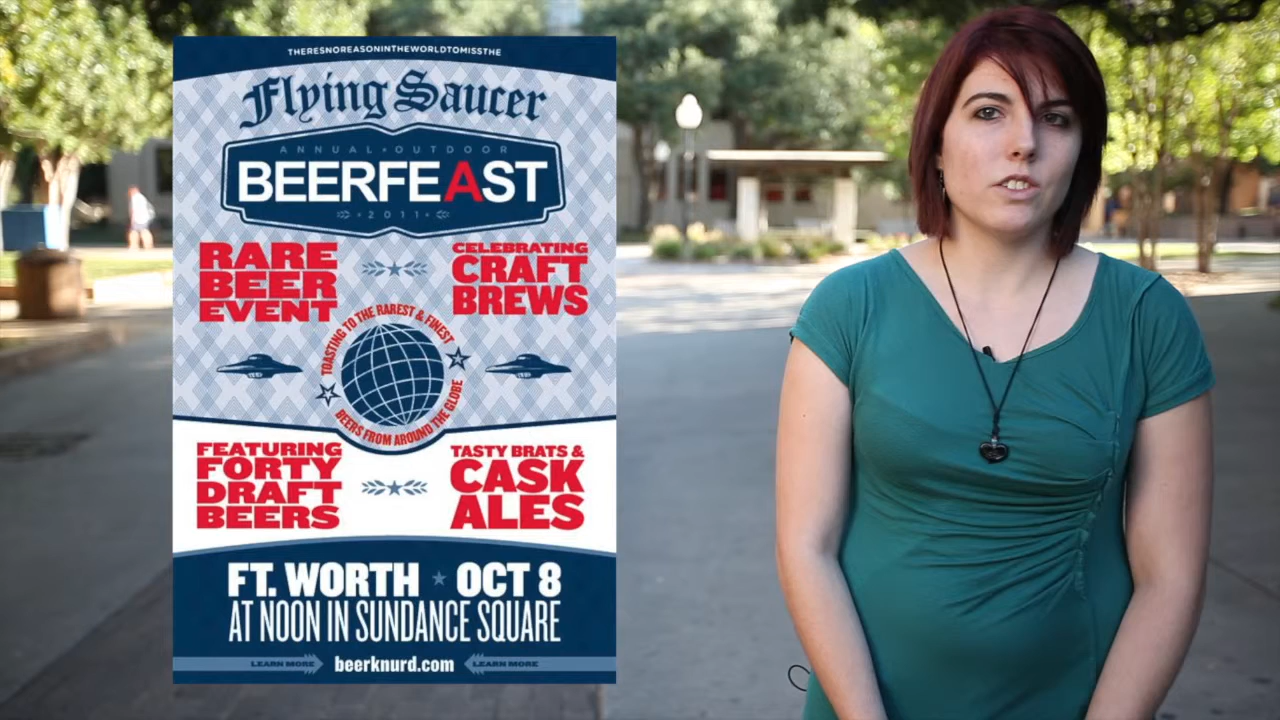 THERESNOREASONINTHEWORLDTOMISSTHE
Flying Saucer
ANNUAL • OUTDOOR
BEERFEAST
• 2011 •
RARE
BEER
EVENT
CELEBRATING
CRAFT
BREWS
TOASTING TO THE RAREST & FINEST
BEERS FROM AROUND THE GLOBE
FEATURING
FORTY
DRAFT
BEERS
TASTY BRATS &
CASK
ALES
FT. WORTH ★ OCT 8
AT NOON IN SUNDANCE SQUARE
LEARN MORE beerknurd.com LEARN MORE